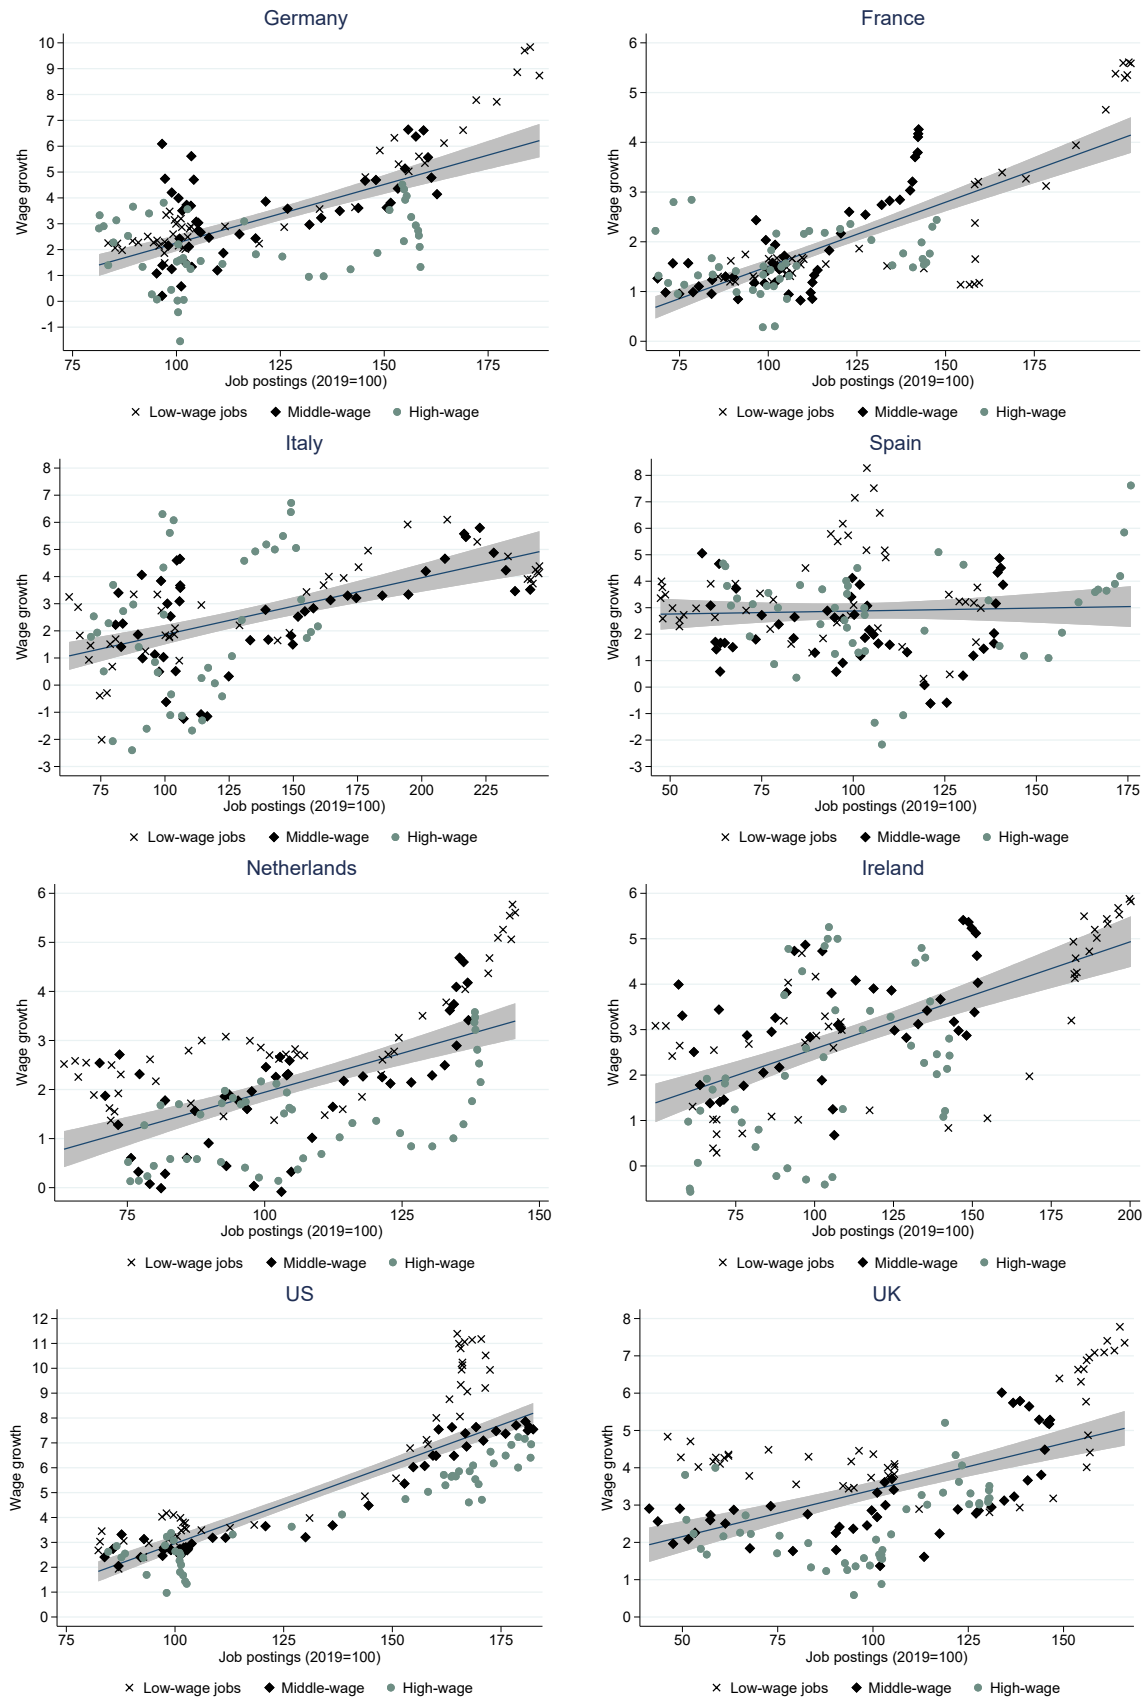 Germany
Wage growth
10
9
8
7
6
5
4
3
2
1
0
-1
75 100 125 150 175
Job postings (2019=100)
Low-wage jobs Middle-wage High-wage
France
Wage growth
6
5
4
3
2
1
0
75 100 125 150 175
Job postings (2019=100)
Low-wage jobs Middle-wage High-wage
Italy
Wage growth
8
7
6
5
4
3
2
1
0
-1
-2
-3
75 100 125 150 175 200 225
Job postings (2019=100)
Low-wage jobs Middle-wage High-wage
Spain
Wage growth
8
7
6
5
4
3
2
1
0
-1
-2
-3
50 75 100 125 150 175
Job postings (2019=100)
Low-wage jobs Middle-wage High-wage
Netherlands
Wage growth
6
5
4
3
2
1
0
75 100 125 150
Job postings (2019=100)
Low-wage jobs Middle-wage High-wage
Ireland
Wage growth
6
5
4
3
2
1
0
75 100 125 150 175 200
Job postings (2019=100)
Low-wage jobs Middle-wage High-wage
US
Wage growth
12
11
10
9
8
7
6
5
4
3
2
1
0
75 100 125 150 175
Job postings (2019=100)
Low-wage jobs Middle-wage High-wage
UK
Wage growth
8
7
6
5
4
3
2
1
0
50 75 100 125 150
Job postings (2019=100)
Low-wage jobs Middle-wage High-wage